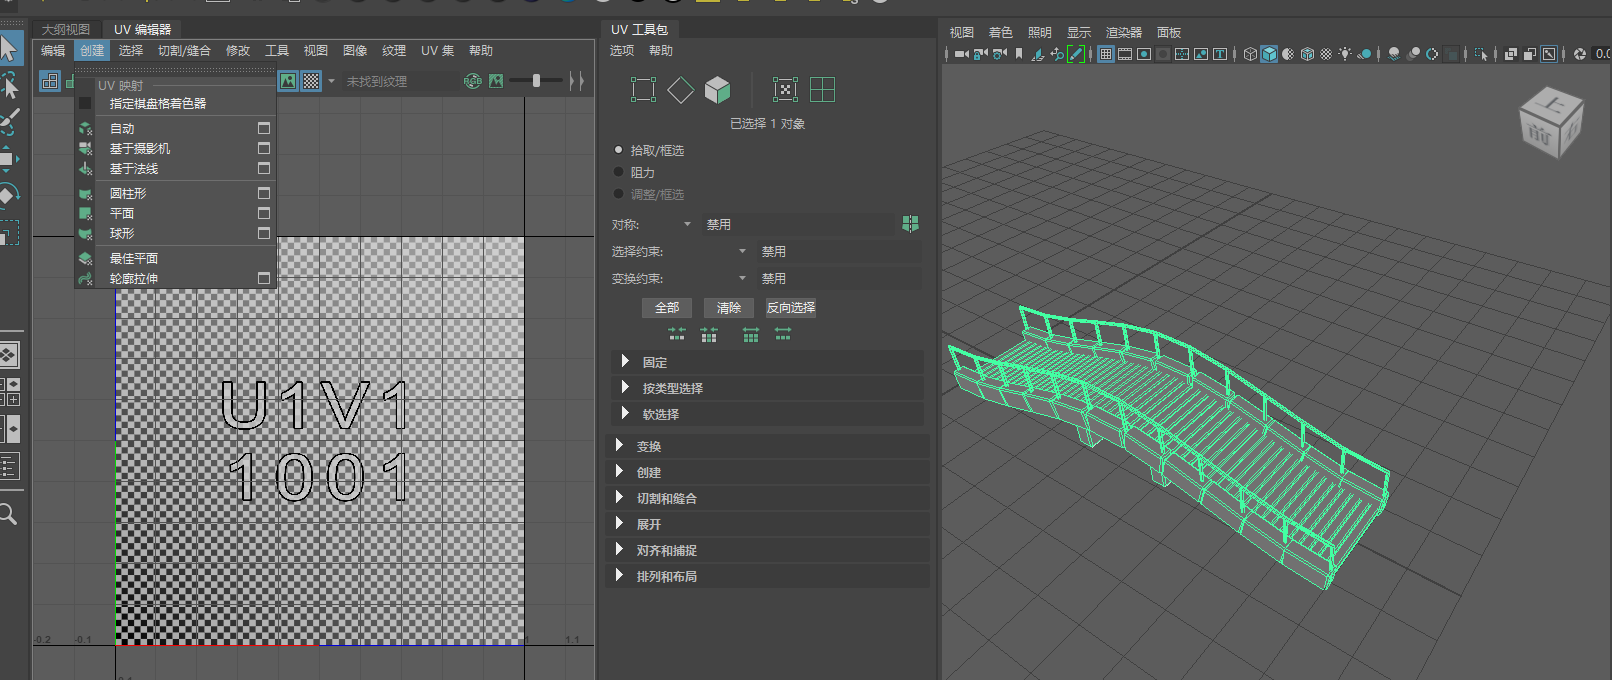 大纲视图 UV 编辑器
编辑 创建 选择 切割/缝合 修改 工具 视图 图像 纹理 UV 集 帮助
未找到纹理
RGB
UV 映射
指定棋盘格着色器
自动
基于摄影机
基于法线
圆柱形
平面
球形
最佳平面
轮廓拉伸
U1V1
1001
-0.2 -0.1 1 1.1
UV 工具包
选项 帮助
已选择 1 对象
拾取/框选
阻力
调整/框选
对称: 禁用
选择约束: 禁用
变换约束: 禁用
全部 清除 反向选择
固定
按类型选择
软选择
变换
创建
切割和缝合
展开
对齐和捕捉
排列和布局
视图 着色 照明 显示 渲染器 面板
0.0
上
前
右